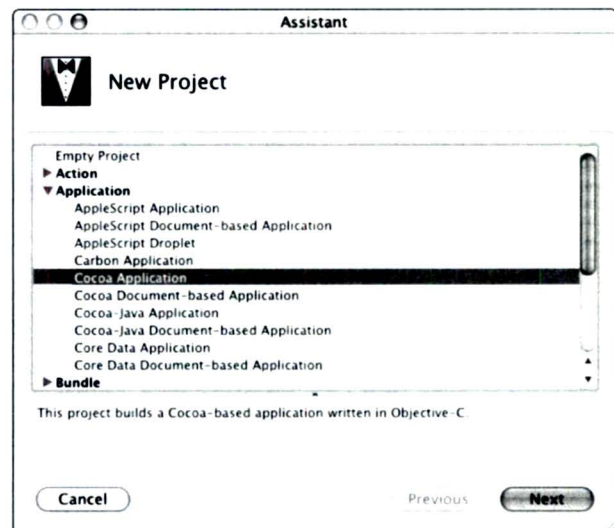 Assistant
New Project
Empty Project
Action
Application
AppleScript Application
AppleScript Document-based Application
AppleScript Droplet
Carbon Application
Cocoa Application
Cocoa Document-based Application
Cocoa-Java Application
Cocoa-Java Document-based Application
Core Data Application
Core Data Document-based Application
Bundle
This project builds a Cocoa-based application written in Objective-C.
Cancel
Previous
Next